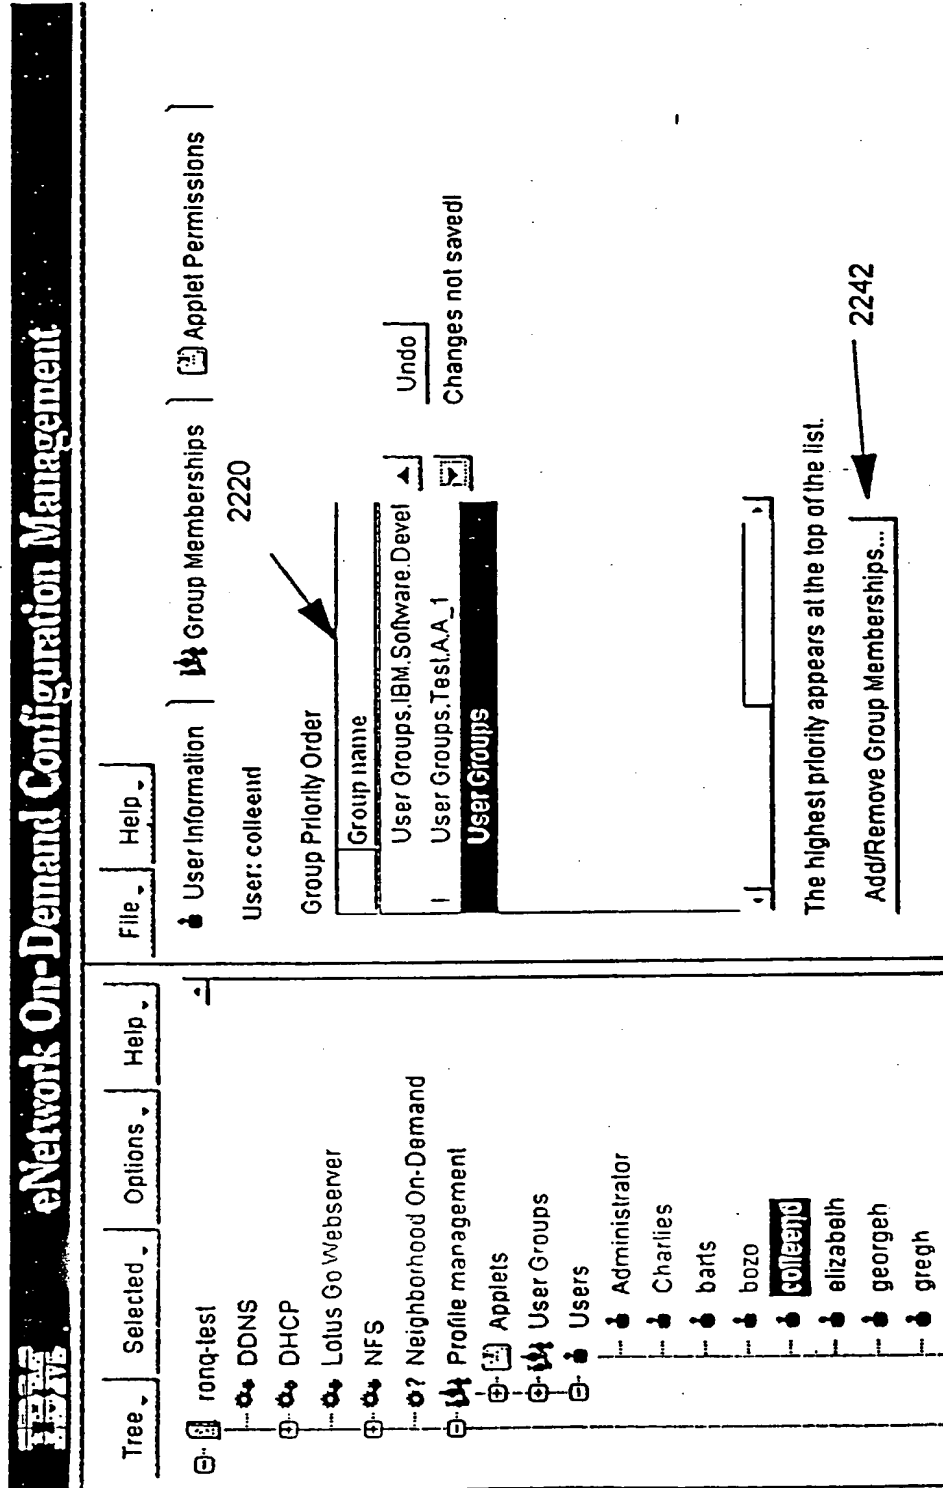 IBM eNetwork On-Demand Configuration Management
Tree Selected Options Help
ronq-test
DDNS
DHCP
Lotus Go Webserver
NFS
? Neighborhood On-Demand
Profile management
Applets
User Groups
Users
Administrator
Charlies
barts
bozo
colleend
elizabeth
georgeh
gregh
File Help
User Information Group Memberships Applet Permissions
User: colleend
2220
Group Priority Order
Group name
User Groups.IBM.Software.Devel
User Groups.Test.A.A_1
User Groups
Undo
Changes not saved!
The highest priority appears at the top of the list.
Add/Remove Group Memberships...
2242